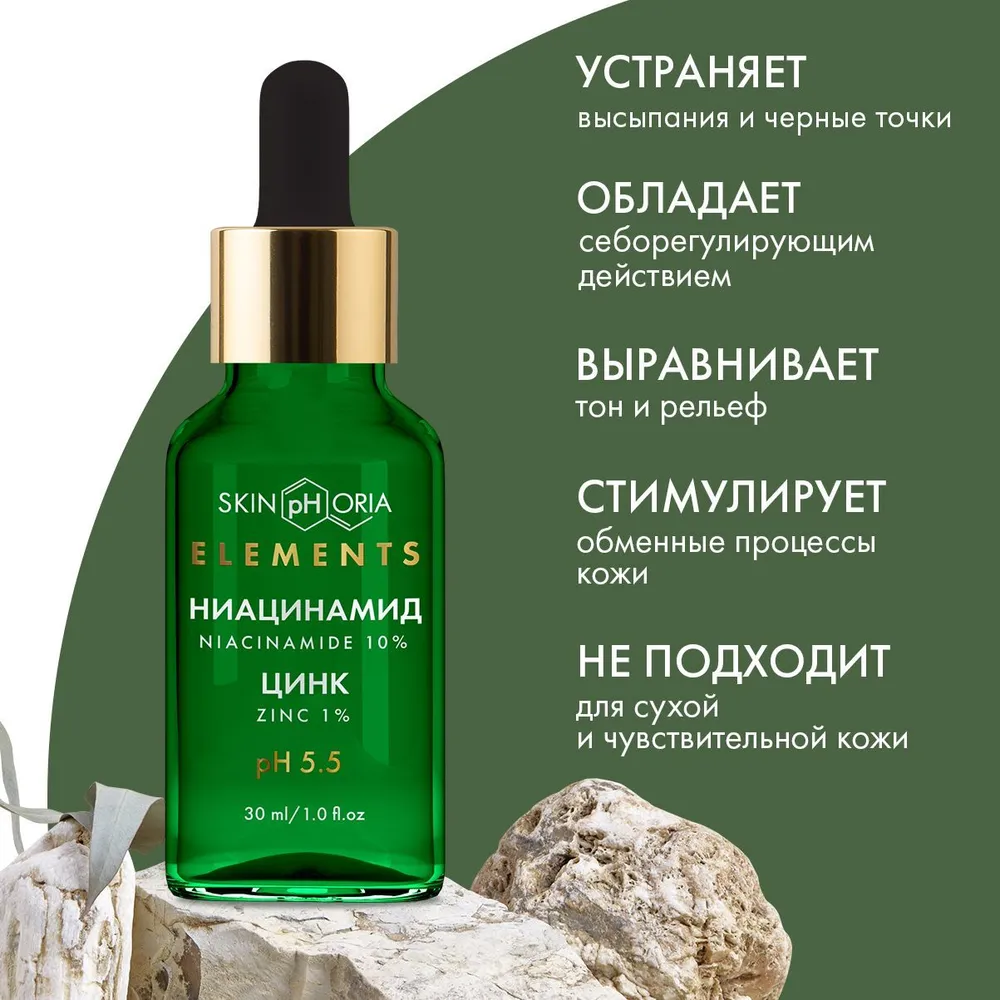 SKIN pH ORIA
ELEMENTS
НИАЦИНАМИД
NIACINAMIDE 10%
ЦИНК
ZINC 1%
pH 5.5
30 ml/1.0 fl.oz
УСТРАНЯЕТ
высыпания и черные точки
ОБЛАДАЕТ
себорегулирующим
действием
ВЫРАВНИВАЕТ
тон и рельеф
СТИМУЛИРУЕТ
обменные процессы
кожи
НЕ ПОДХОДИТ
для сухой
и чувствительной кожи